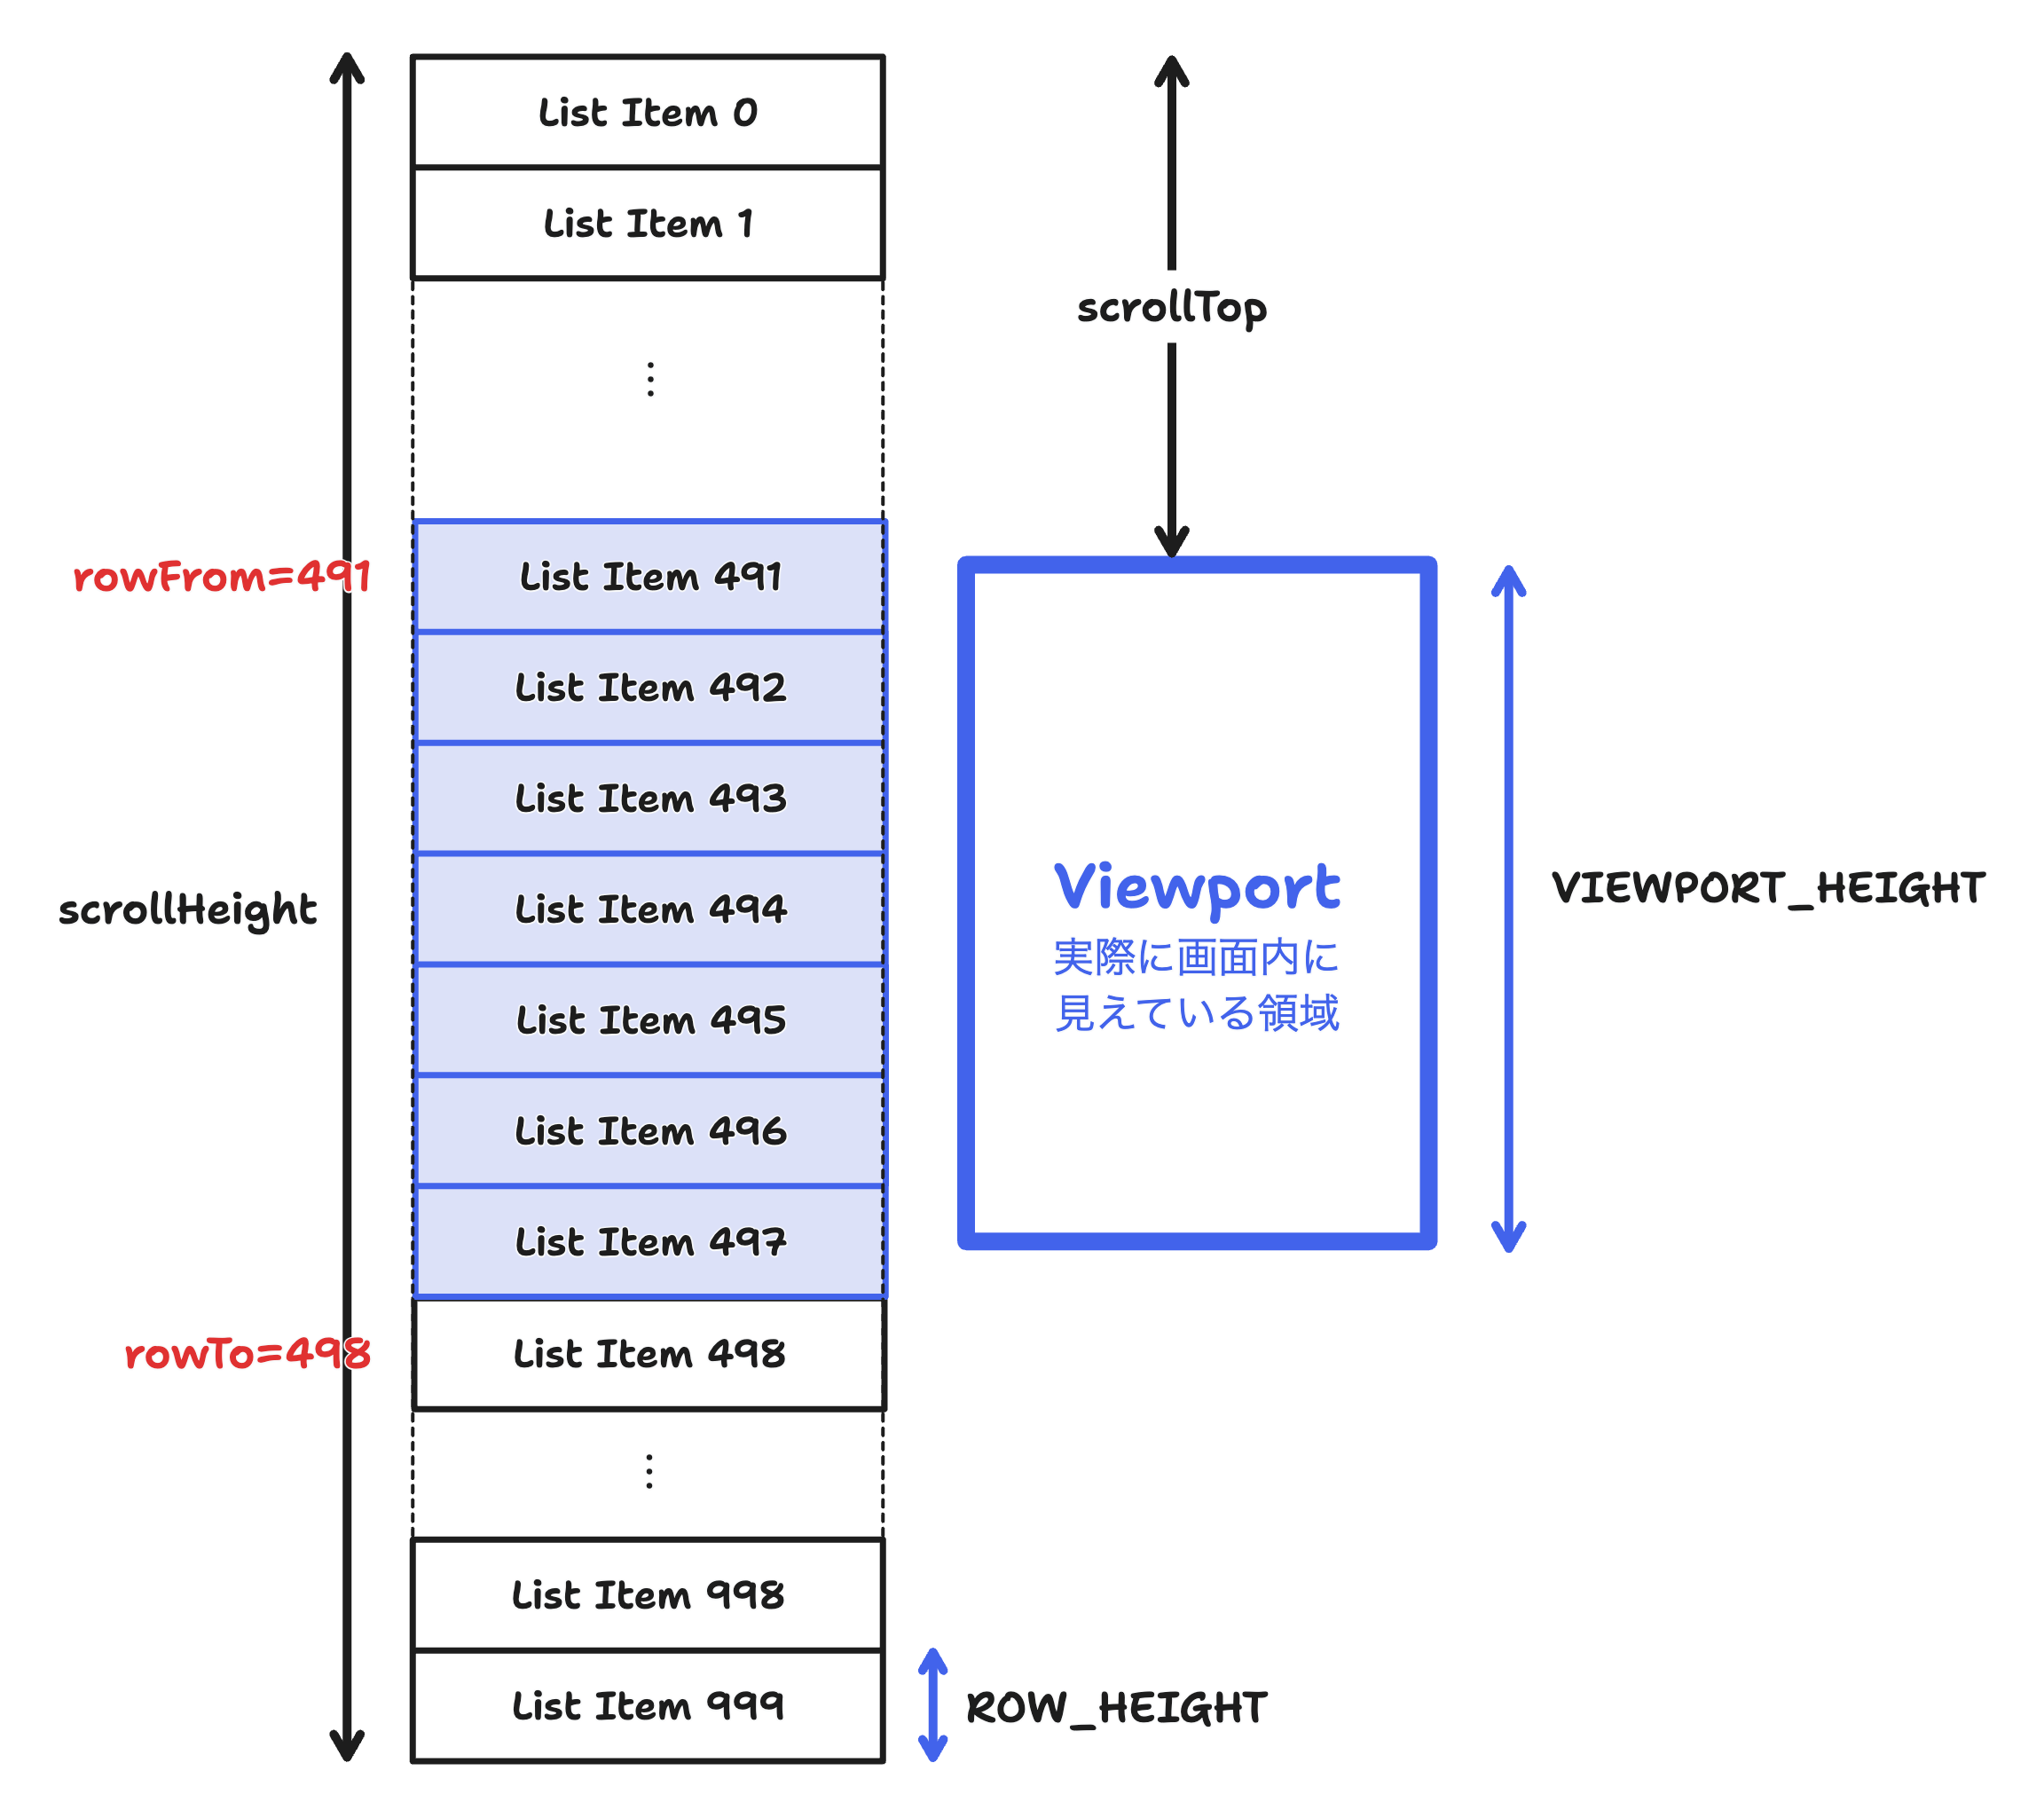 List Item 0
List Item 1
scrollTop
⋮
rowFrom=491
List Item 491
List Item 492
List Item 493
List Item 494
List Item 495
List Item 496
List Item 497
scrollHeight
Viewport
実際に画面内に
見えている領域
VIEWPORT_HEIGHT
rowTo=498
List Item 498
⋮
List Item 998
List Item 999
ROW_HEIGHT